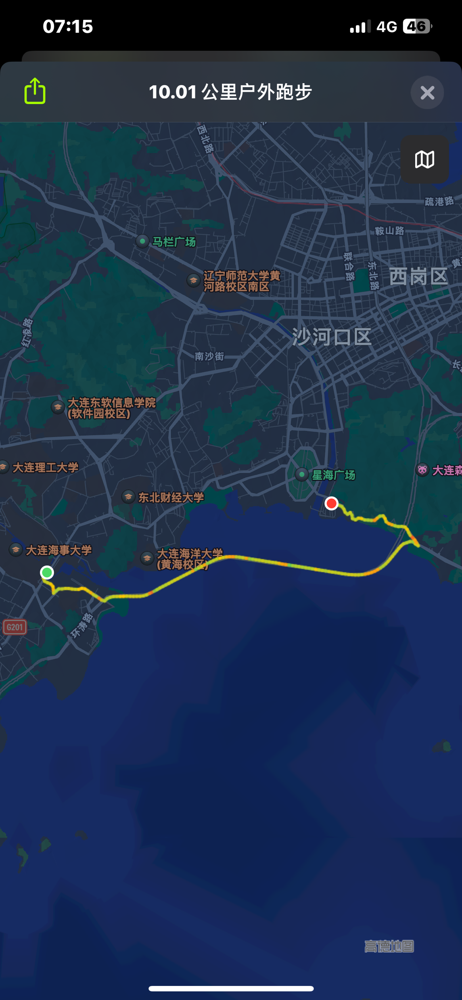 07:15
4G
46
10.01 公里户外跑步
西北路
疏港路
鞍山路
马栏广场
联合路
东北路
西岗区
辽宁师范大学黄
河路校区南区
红凌路
沙河口区
南沙街
大连东软信息学院
(软件园校区)
大连理工大学
星海广场
大连森
东北财经大学
大连海事大学
大连海洋大学
(黄海校区)
G201
环涛路
高德地图